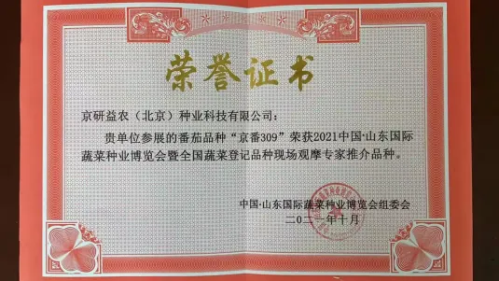 荣誉证书
京研益农（北京）种业科技有限公司：
贵单位参展的番茄品种“京番309”荣获2021中国·山东国际
蔬菜种业博览会暨全国蔬菜登记品种现场观摩专家推介品种。
中国·山东国际蔬菜种业博览会组委会
二〇二一年十月